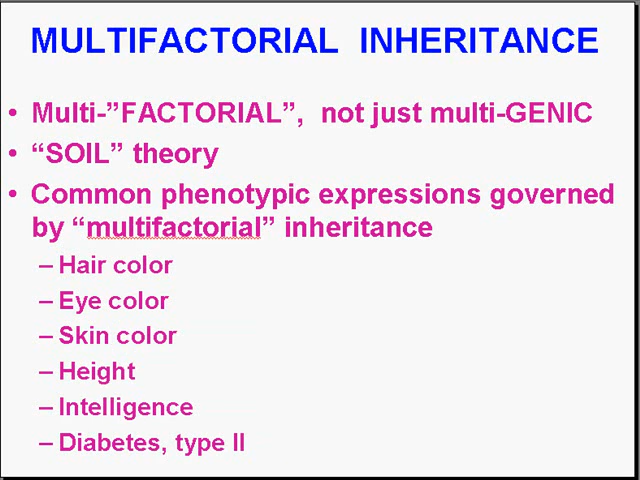 MULTIFACTORIAL INHERITANCE
• Multi-”FACTORIAL”, not just multi-GENIC
• “SOIL” theory
• Common phenotypic expressions governed
by “multifactorial” inheritance
– Hair color
– Eye color
– Skin color
– Height
– Intelligence
– Diabetes, type II